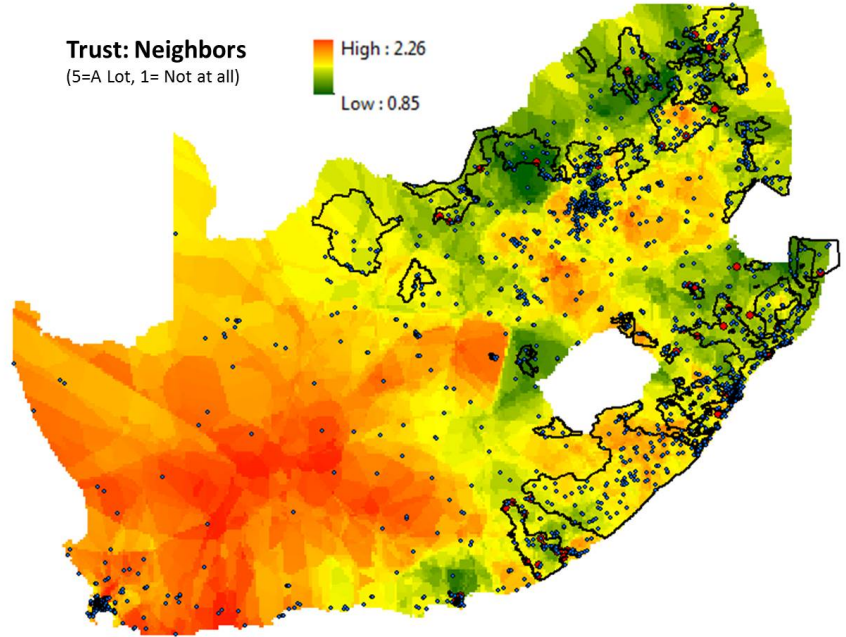 Trust: Neighbors
(5=A Lot, 1= Not at all)
High : 2.26
Low : 0.85